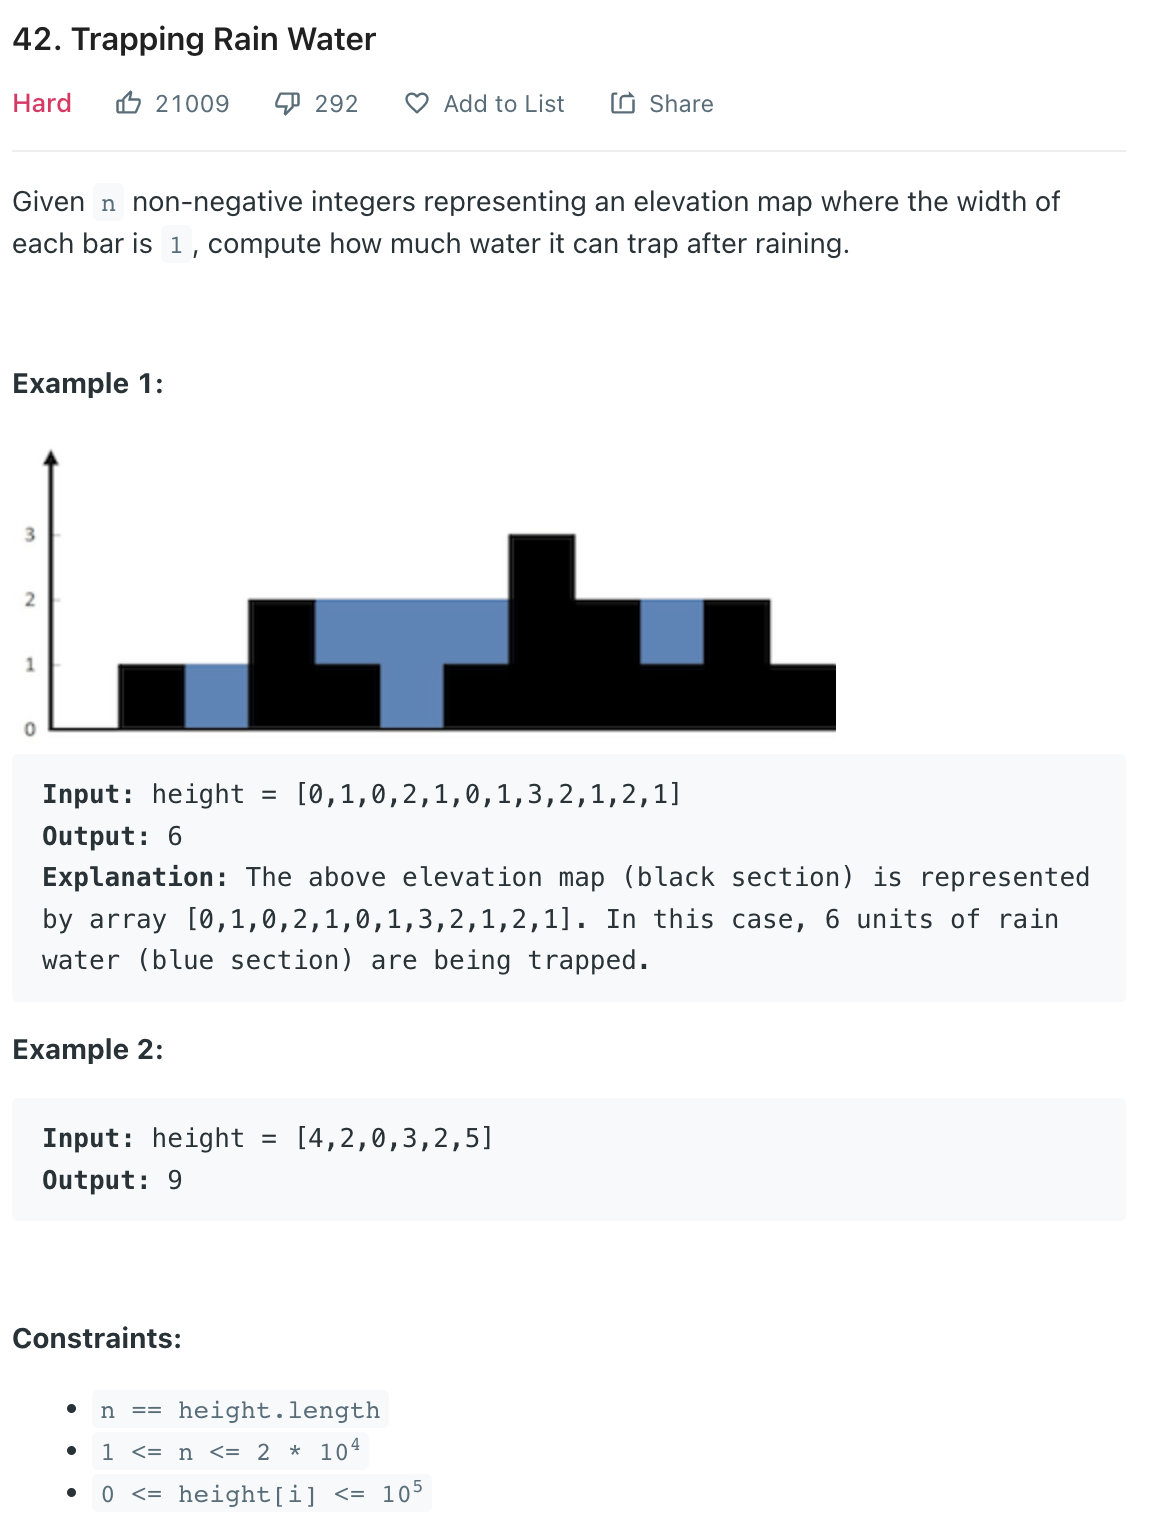 42. Trapping Rain Water
Hard 21009 292 Add to List Share
Given n non-negative integers representing an elevation map where the width of
each bar is 1, compute how much water it can trap after raining.
Example 1:
3
2
1
0
Input: height = [0,1,0,2,1,0,1,3,2,1,2,1]
Output: 6
Explanation: The above elevation map (black section) is represented
by array [0,1,0,2,1,0,1,3,2,1,2,1]. In this case, 6 units of rain
water (blue section) are being trapped.
Example 2:
Input: height = [4,2,0,3,2,5]
Output: 9
Constraints:
• n == height.length
• 1 <= n <= 2 * 10⁴
• 0 <= height[i] <= 10⁵